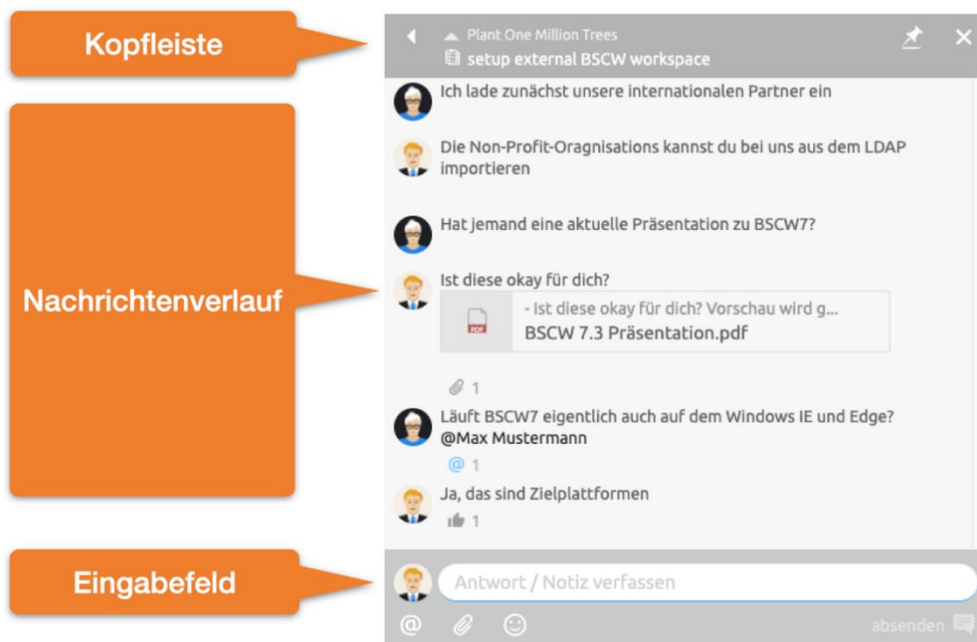 Kopfleiste
Plant One Million Trees
setup external BSCW workspace
Nachrichtenverlauf
Ich lade zunächst unsere internationalen Partner ein
Die Non-Profit-Oragnisations kannst du bei uns aus dem LDAP
importieren
Hat jemand eine aktuelle Präsentation zu BSCW7?
Ist diese okay für dich?
PDF
- Ist diese okay für dich? Vorschau wird g...
BSCW 7.3 Präsentation.pdf
1
Läuft BSCW7 eigentlich auch auf dem Windows IE und Edge?
@Max Mustermann
@ 1
Ja, das sind Zielplattformen
1
Eingabefeld
Antwort / Notiz verfassen
@
absenden